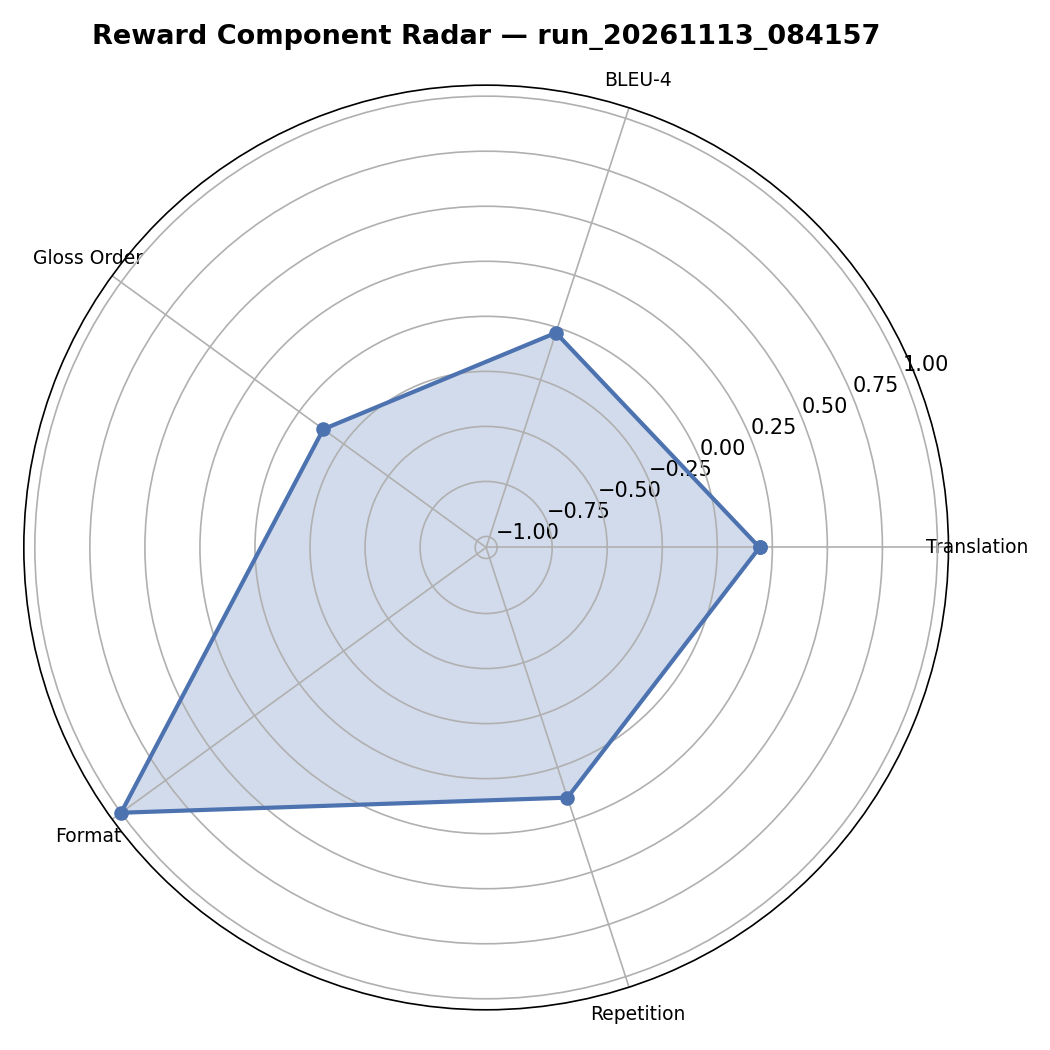 Reward Component Radar — run_20261113_084157
BLEU-4
Gloss Order
1.00
0.75
0.50
0.25
0.00
−0.25
−0.50
−0.75
−1.00
Translation
Format
Repetition